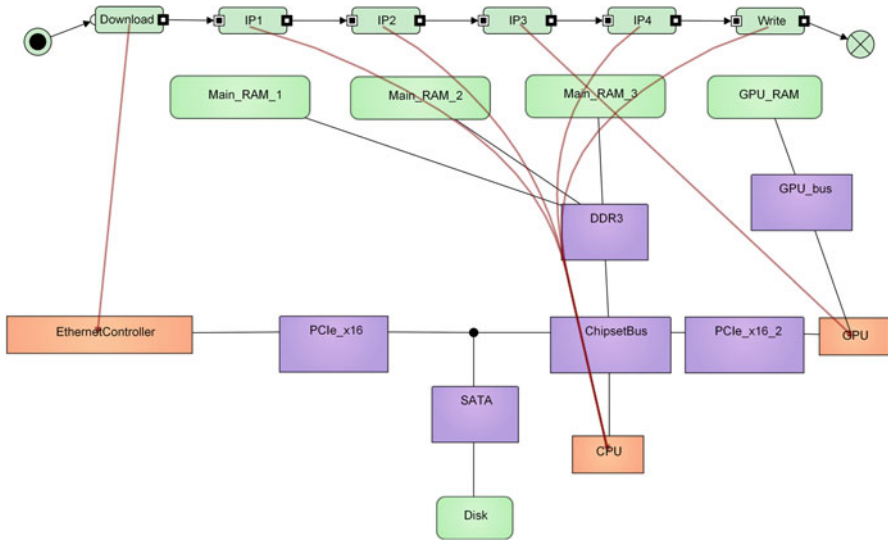 Download
IP1
IP2
IP3
IP4
Write
Main_RAM_1
Main_RAM_2
Main_RAM_3
GPU_RAM
GPU_bus
DDR3
EthernetController
PCIe_x16
ChipsetBus
PCIe_x16_2
GPU
SATA
CPU
Disk